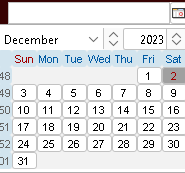 December 2023
Sun Mon Tue Wed Thu Fri Sat
48 1 2
49 3 4 5 6 7 8 9
50 10 11 12 13 14 15 16
51 17 18 19 20 21 22 23
52 24 25 26 27 28 29 30
01 31